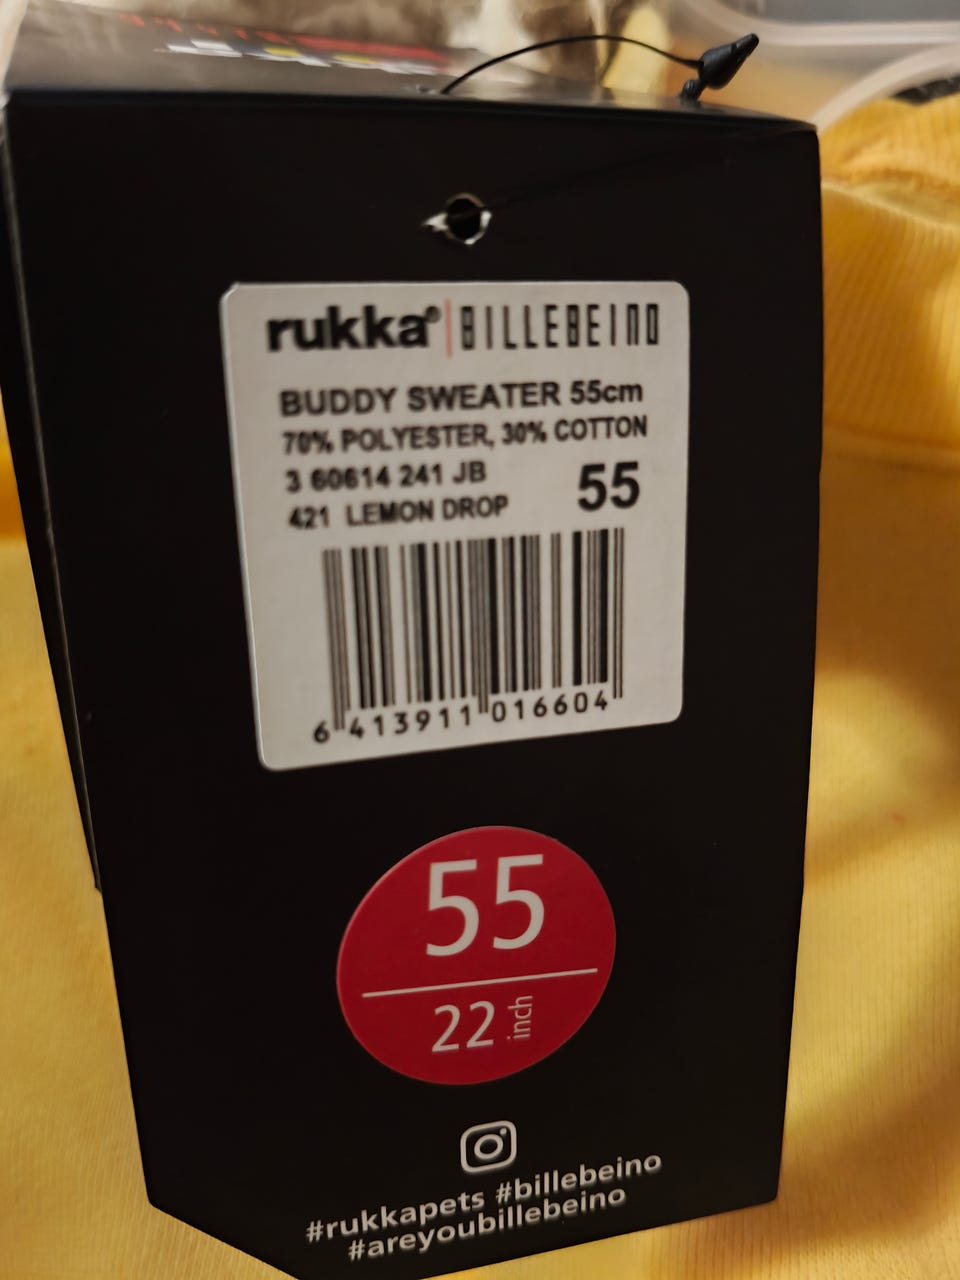 rukka® | BILLEBEINO
BUDDY SWEATER 55cm
70% POLYESTER, 30% COTTON
3 60614 241 JB
55
421 LEMON DROP
6 413911 016604
55
22 inch
#rukkapets #billebeino
#areyoubillebeino